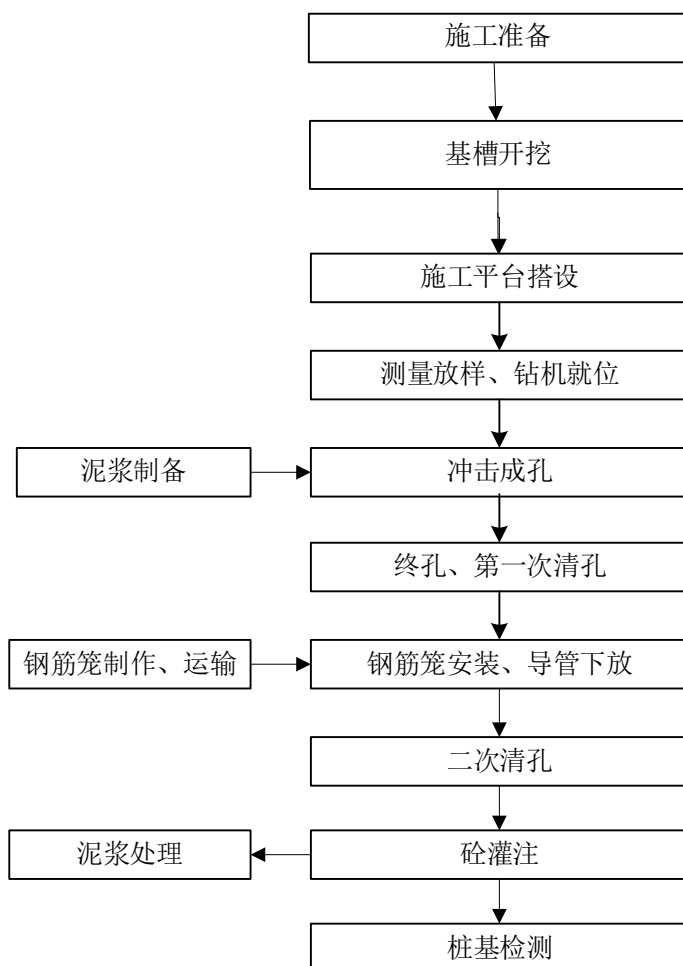 施工准备
基槽开挖
施工平台搭设
测量放样、钻机就位
泥浆制备
冲击成孔
终孔、第一次清孔
钢筋笼制作、运输
钢筋笼安装、导管下放
二次清孔
泥浆处理
砼灌注
桩基检测